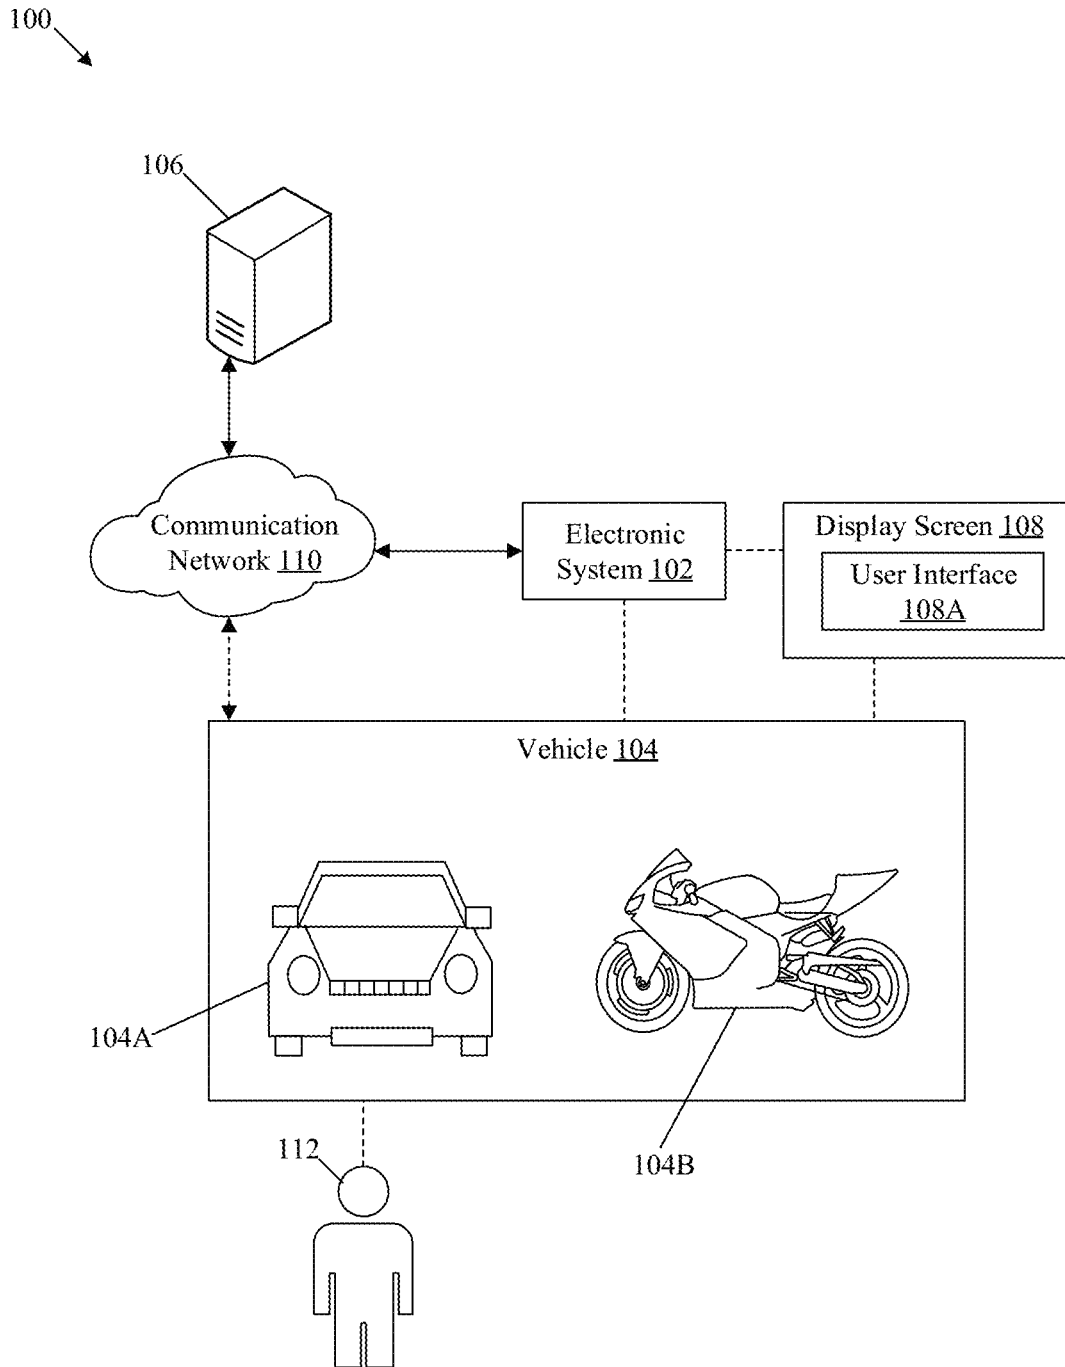 100
106
Communication
Network 110
Electronic
System 102
Display Screen 108
User Interface
108A
Vehicle 104
104A
104B
112